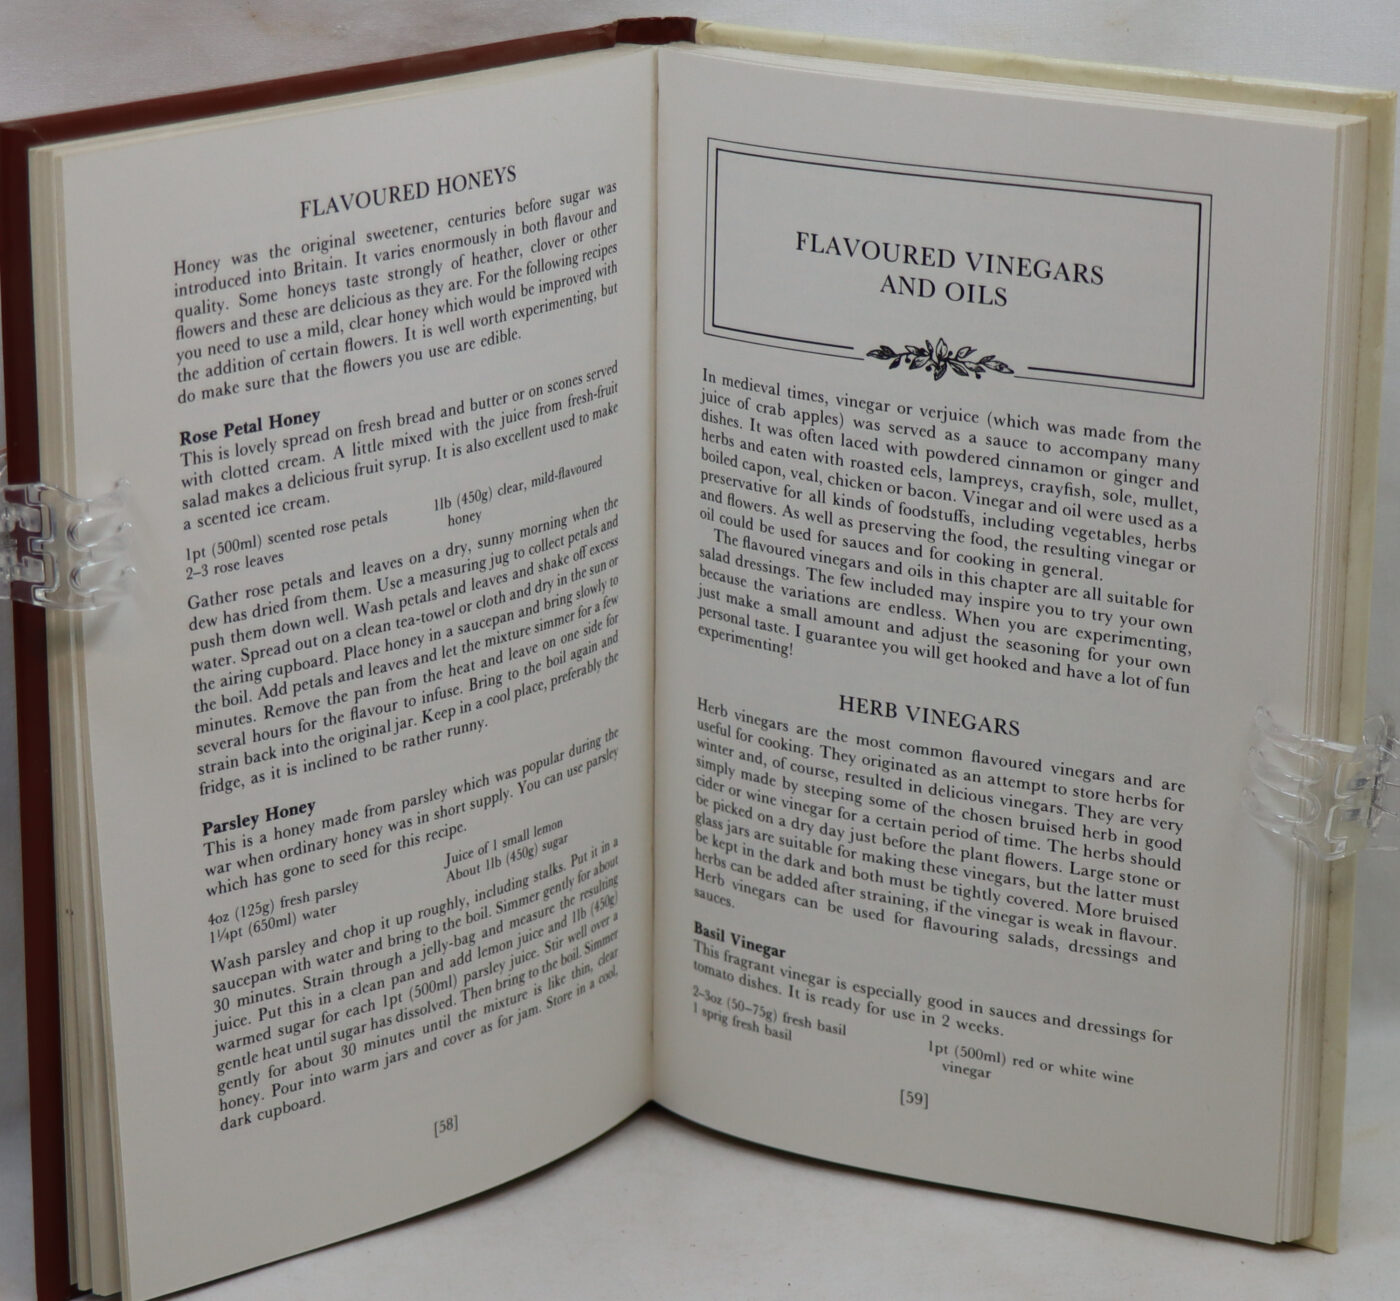 FLAVOURED HONEYS
Honey was the original sweetener, centuries before sugar was
introduced into Britain. It varies enormously in both flavour and
quality. Some honeys taste strongly of heather, clover or other
flowers and these are delicious as they are. For the following recipes
you need to use a mild, clear honey which would be improved with
the addition of certain flowers. It is well worth experimenting, but
do make sure that the flowers you use are edible.
Rose Petal Honey
This is lovely spread on fresh bread and butter or on scones served
with clotted cream. A little mixed with the juice from fresh-fruit
salad makes a delicious fruit syrup. It is also excellent used to make
a scented ice cream.
1pt (500ml) scented rose petals
2–3 rose leaves
1lb (450g) clear, mild-flavoured
honey
Gather rose petals and leaves on a dry, sunny morning when the
dew has dried from them. Use a measuring jug to collect petals and
push them down well. Wash petals and leaves and shake off excess
water. Spread out on a clean tea-towel or cloth and dry in the sun or
the airing cupboard. Place honey in a saucepan and bring slowly to
the boil. Add petals and leaves and let the mixture simmer for a few
minutes. Remove the pan from the heat and leave on one side for
several hours for the flavour to infuse. Bring to the boil again and
strain back into the original jar. Keep in a cool place, preferably the
fridge, as it is inclined to be rather runny.
Parsley Honey
This is a honey made from parsley which was popular during the
war when ordinary honey was in short supply. You can use parsley
which has gone to seed for this recipe.
4oz (125g) fresh parsley
1¼pt (650ml) water
Juice of 1 small lemon
About 1lb (450g) sugar
Wash parsley and chop it up roughly, including stalks. Put it in a
saucepan with water and bring to the boil. Simmer gently for about
30 minutes. Strain through a jelly-bag and measure the resulting
juice. Put this in a clean pan and add lemon juice and 1lb (450g)
warmed sugar for each 1pt (500ml) parsley juice. Stir well over a
gentle heat until sugar has dissolved. Then bring to the boil. Simmer
gently for about 30 minutes until the mixture is like thin, clear
honey. Pour into warm jars and cover as for jam. Store in a cool,
dark cupboard.
[58]
FLAVOURED VINEGARS
AND OILS
In medieval times, vinegar or verjuice (which was made from the
juice of crab apples) was served as a sauce to accompany many
dishes. It was often laced with powdered cinnamon or ginger and
herbs and eaten with roasted eels, lampreys, crayfish, sole, mullet,
boiled capon, veal, chicken or bacon. Vinegar and oil were used as a
preservative for all kinds of foodstuffs, including vegetables, herbs
and flowers. As well as preserving the food, the resulting vinegar or
oil could be used for sauces and for cooking in general.
The flavoured vinegars and oils in this chapter are all suitable for
salad dressings. The few included may inspire you to try your own
because the variations are endless. When you are experimenting,
just make a small amount and adjust the seasoning for your own
personal taste. I guarantee you will get hooked and have a lot of fun
experimenting!
HERB VINEGARS
Herb vinegars are the most common flavoured vinegars and are
useful for cooking. They originated as an attempt to store herbs for
winter and, of course, resulted in delicious vinegars. They are very
simply made by steeping some of the chosen bruised herb in good
cider or wine vinegar for a certain period of time. The herbs should
be picked on a dry day just before the plant flowers. Large stone or
glass jars are suitable for making these vinegars, but the latter must
be kept in the dark and both must be tightly covered. More bruised
herbs can be added after straining, if the vinegar is weak in flavour.
Herb vinegars can be used for flavouring salads, dressings and
sauces.
Basil Vinegar
This fragrant vinegar is especially good in sauces and dressings for
tomato dishes. It is ready for use in 2 weeks.
2–3oz (50–75g) fresh basil
1 sprig fresh basil
1pt (500ml) red or white wine
vinegar
[59]